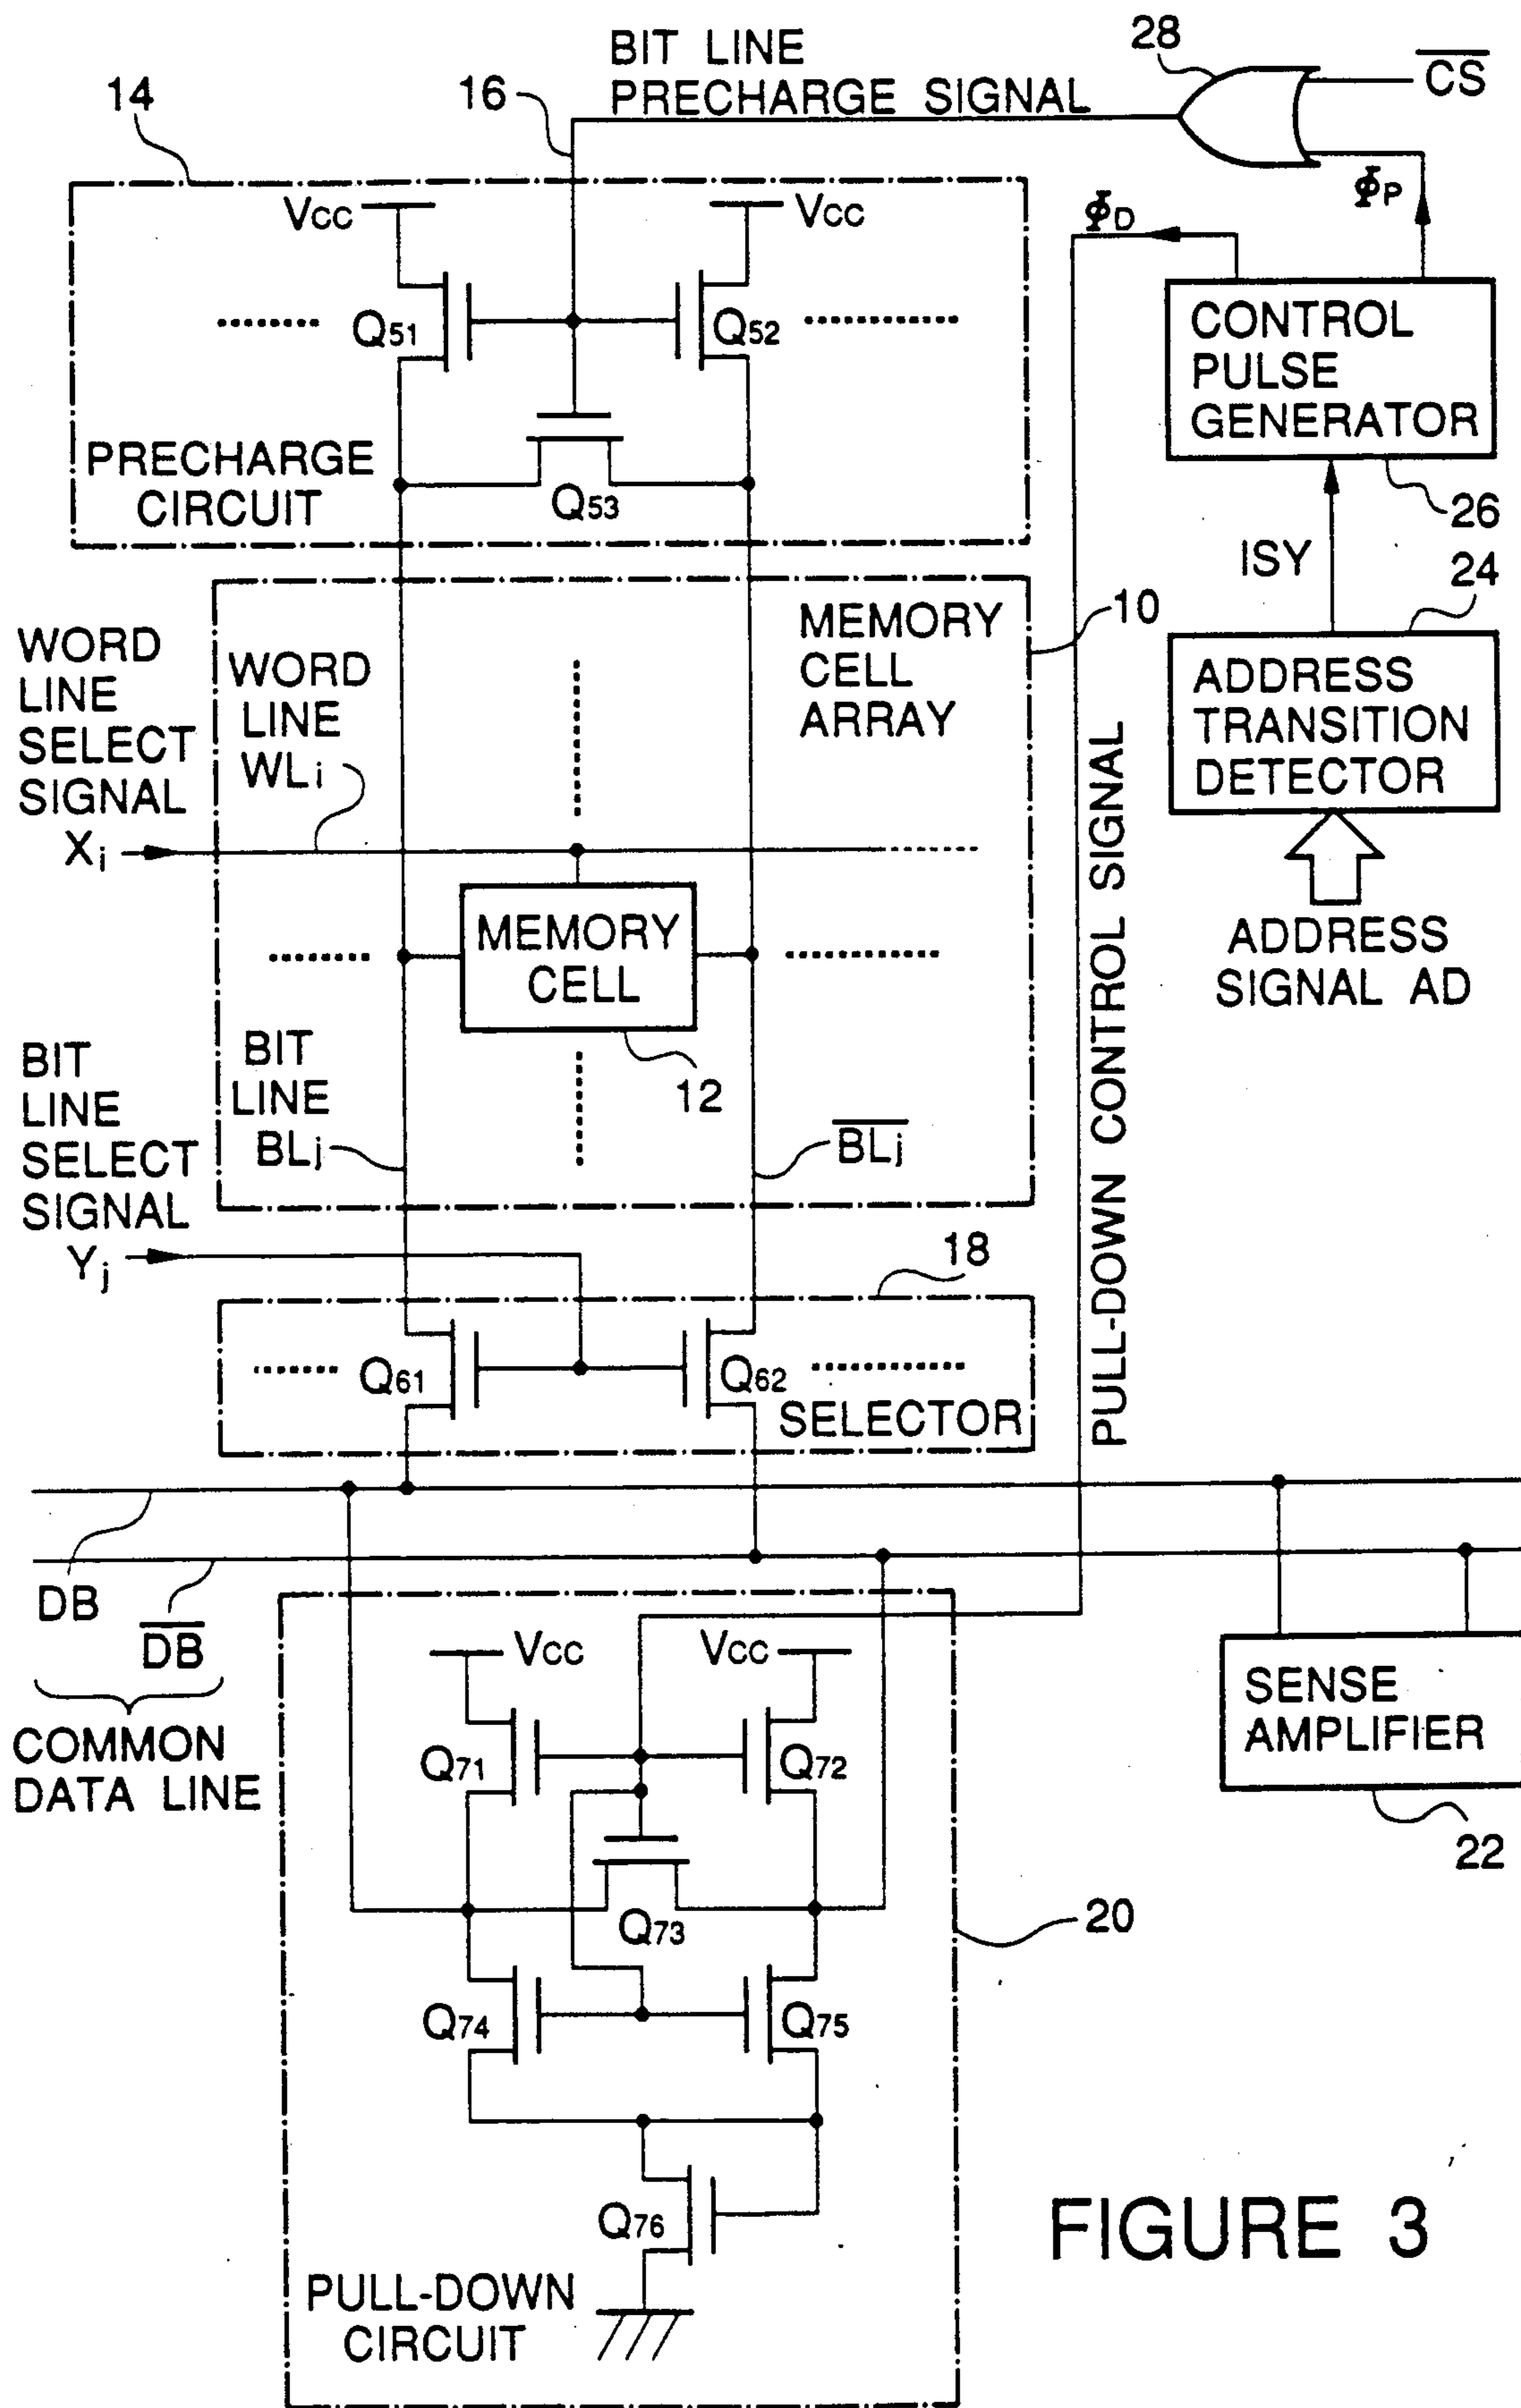 BIT LINE
PRECHARGE SIGNAL
28
C̅S̅
14
16
Vcc
Vcc
ΦD
ΦP
Q51
Q52
CONTROL
PULSE
GENERATOR
PRECHARGE
CIRCUIT
Q53
26
ISY
24
WORD
LINE
SELECT
SIGNAL
Xi
WORD
LINE
WLi
MEMORY
CELL
ARRAY
10
ADDRESS
TRANSITION
DETECTOR
MEMORY
CELL
ADDRESS
SIGNAL AD
PULL-DOWN CONTROL SIGNAL
BIT
LINE
SELECT
SIGNAL
Yj
BIT
LINE
BLj
12
B̅L̅j̅
18
Q61
Q62
SELECTOR
DB
D̅B̅
COMMON
DATA LINE
Vcc
Vcc
SENSE
AMPLIFIER
Q71
Q72
22
Q73
20
Q74
Q75
Q76
PULL-DOWN
CIRCUIT
FIGURE 3